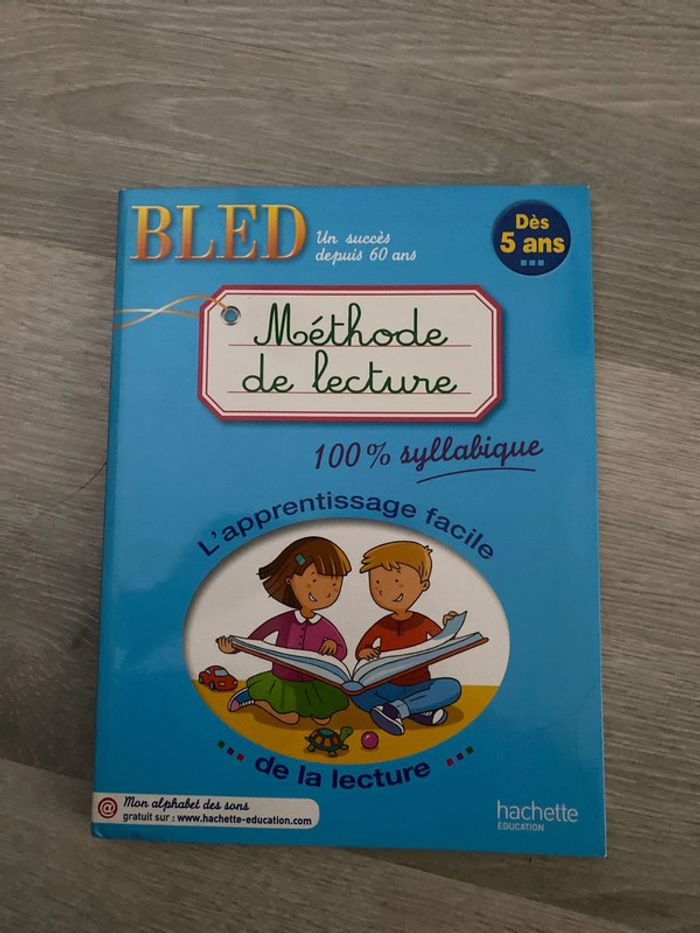 BLED
Un succès
depuis 60 ans
Dès
5 ans
Méthode
de lecture
100% syllabique
L'apprentissage facile
de la lecture
@
Mon alphabet des sons
gratuit sur : www.hachette-education.com
hachette
ÉDUCATION